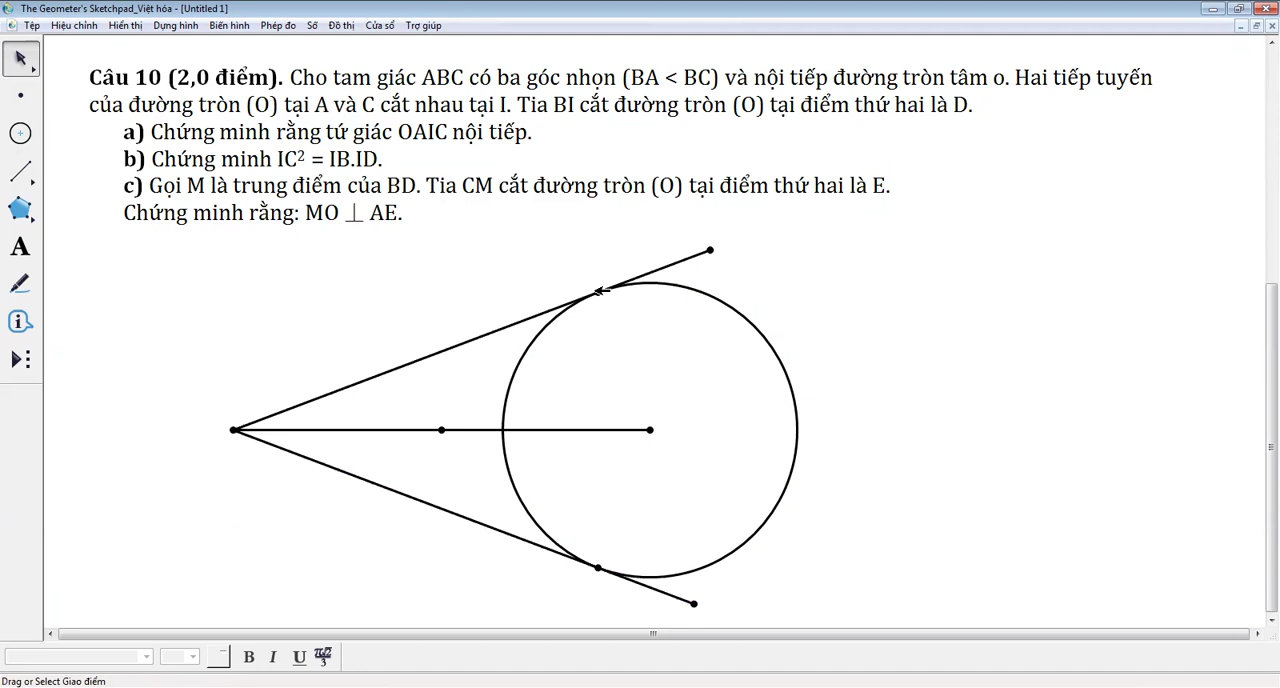 The Geometer's Sketchpad_Việt hóa - [Untitled 1]
Tệp Hiệu chỉnh Hiển thị Dựng hình Biến hình Phép đo Số Đồ thị Cửa sổ Trợ giúp
Câu 10 (2,0 điểm). Cho tam giác ABC có ba góc nhọn (BA < BC) và nội tiếp đường tròn tâm o. Hai tiếp tuyến
của đường tròn (O) tại A và C cắt nhau tại I. Tia BI cắt đường tròn (O) tại điểm thứ hai là D.
a) Chứng minh rằng tứ giác OAIC nội tiếp.
b) Chứng minh IC² = IB.ID.
c) Gọi M là trung điểm của BD. Tia CM cắt đường tròn (O) tại điểm thứ hai là E.
Chứng minh rằng: MO ⊥ AE.
A
B I U
Drag or Select Giao điểm